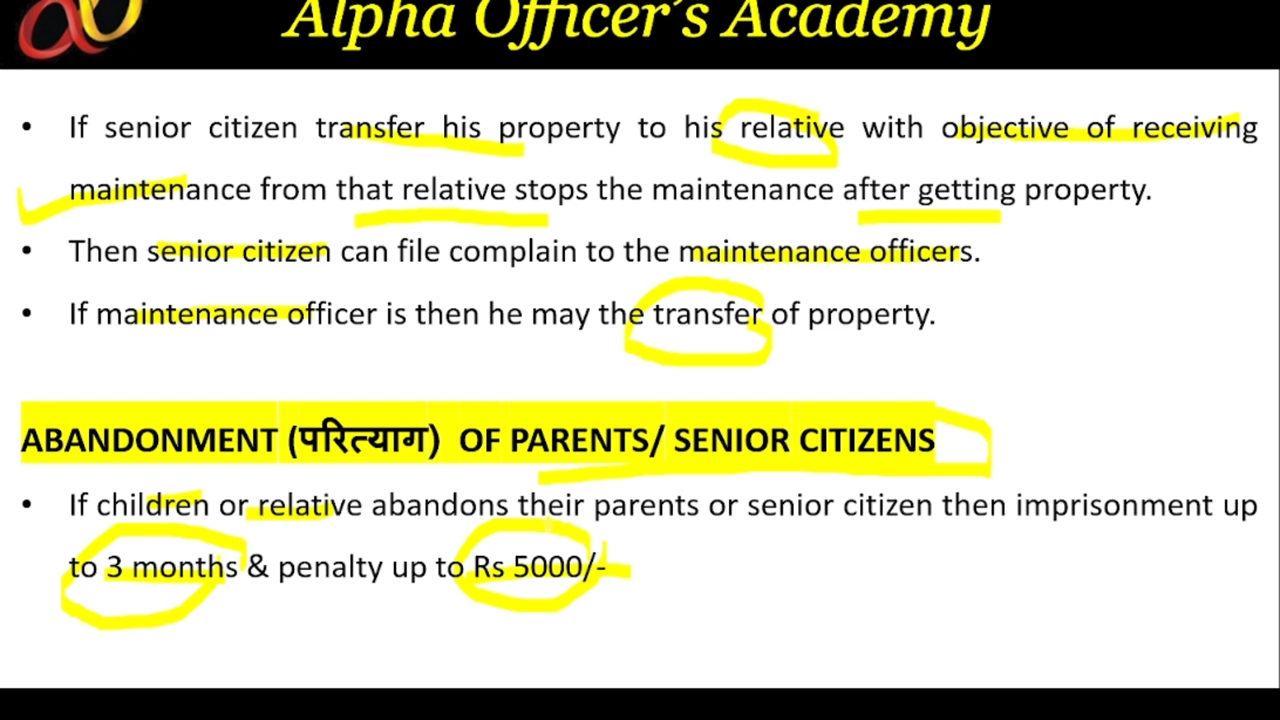 Alpha Officer's Academy
• If senior citizen transfer his property to his relative with objective of receiving
maintenance from that relative stops the maintenance after getting property.
• Then senior citizen can file complain to the maintenance officers.
• If maintenance officer is then he may the transfer of property.
ABANDONMENT (परित्याग) OF PARENTS/ SENIOR CITIZENS
• If children or relative abandons their parents or senior citizen then imprisonment up
to 3 months & penalty up to Rs 5000/-